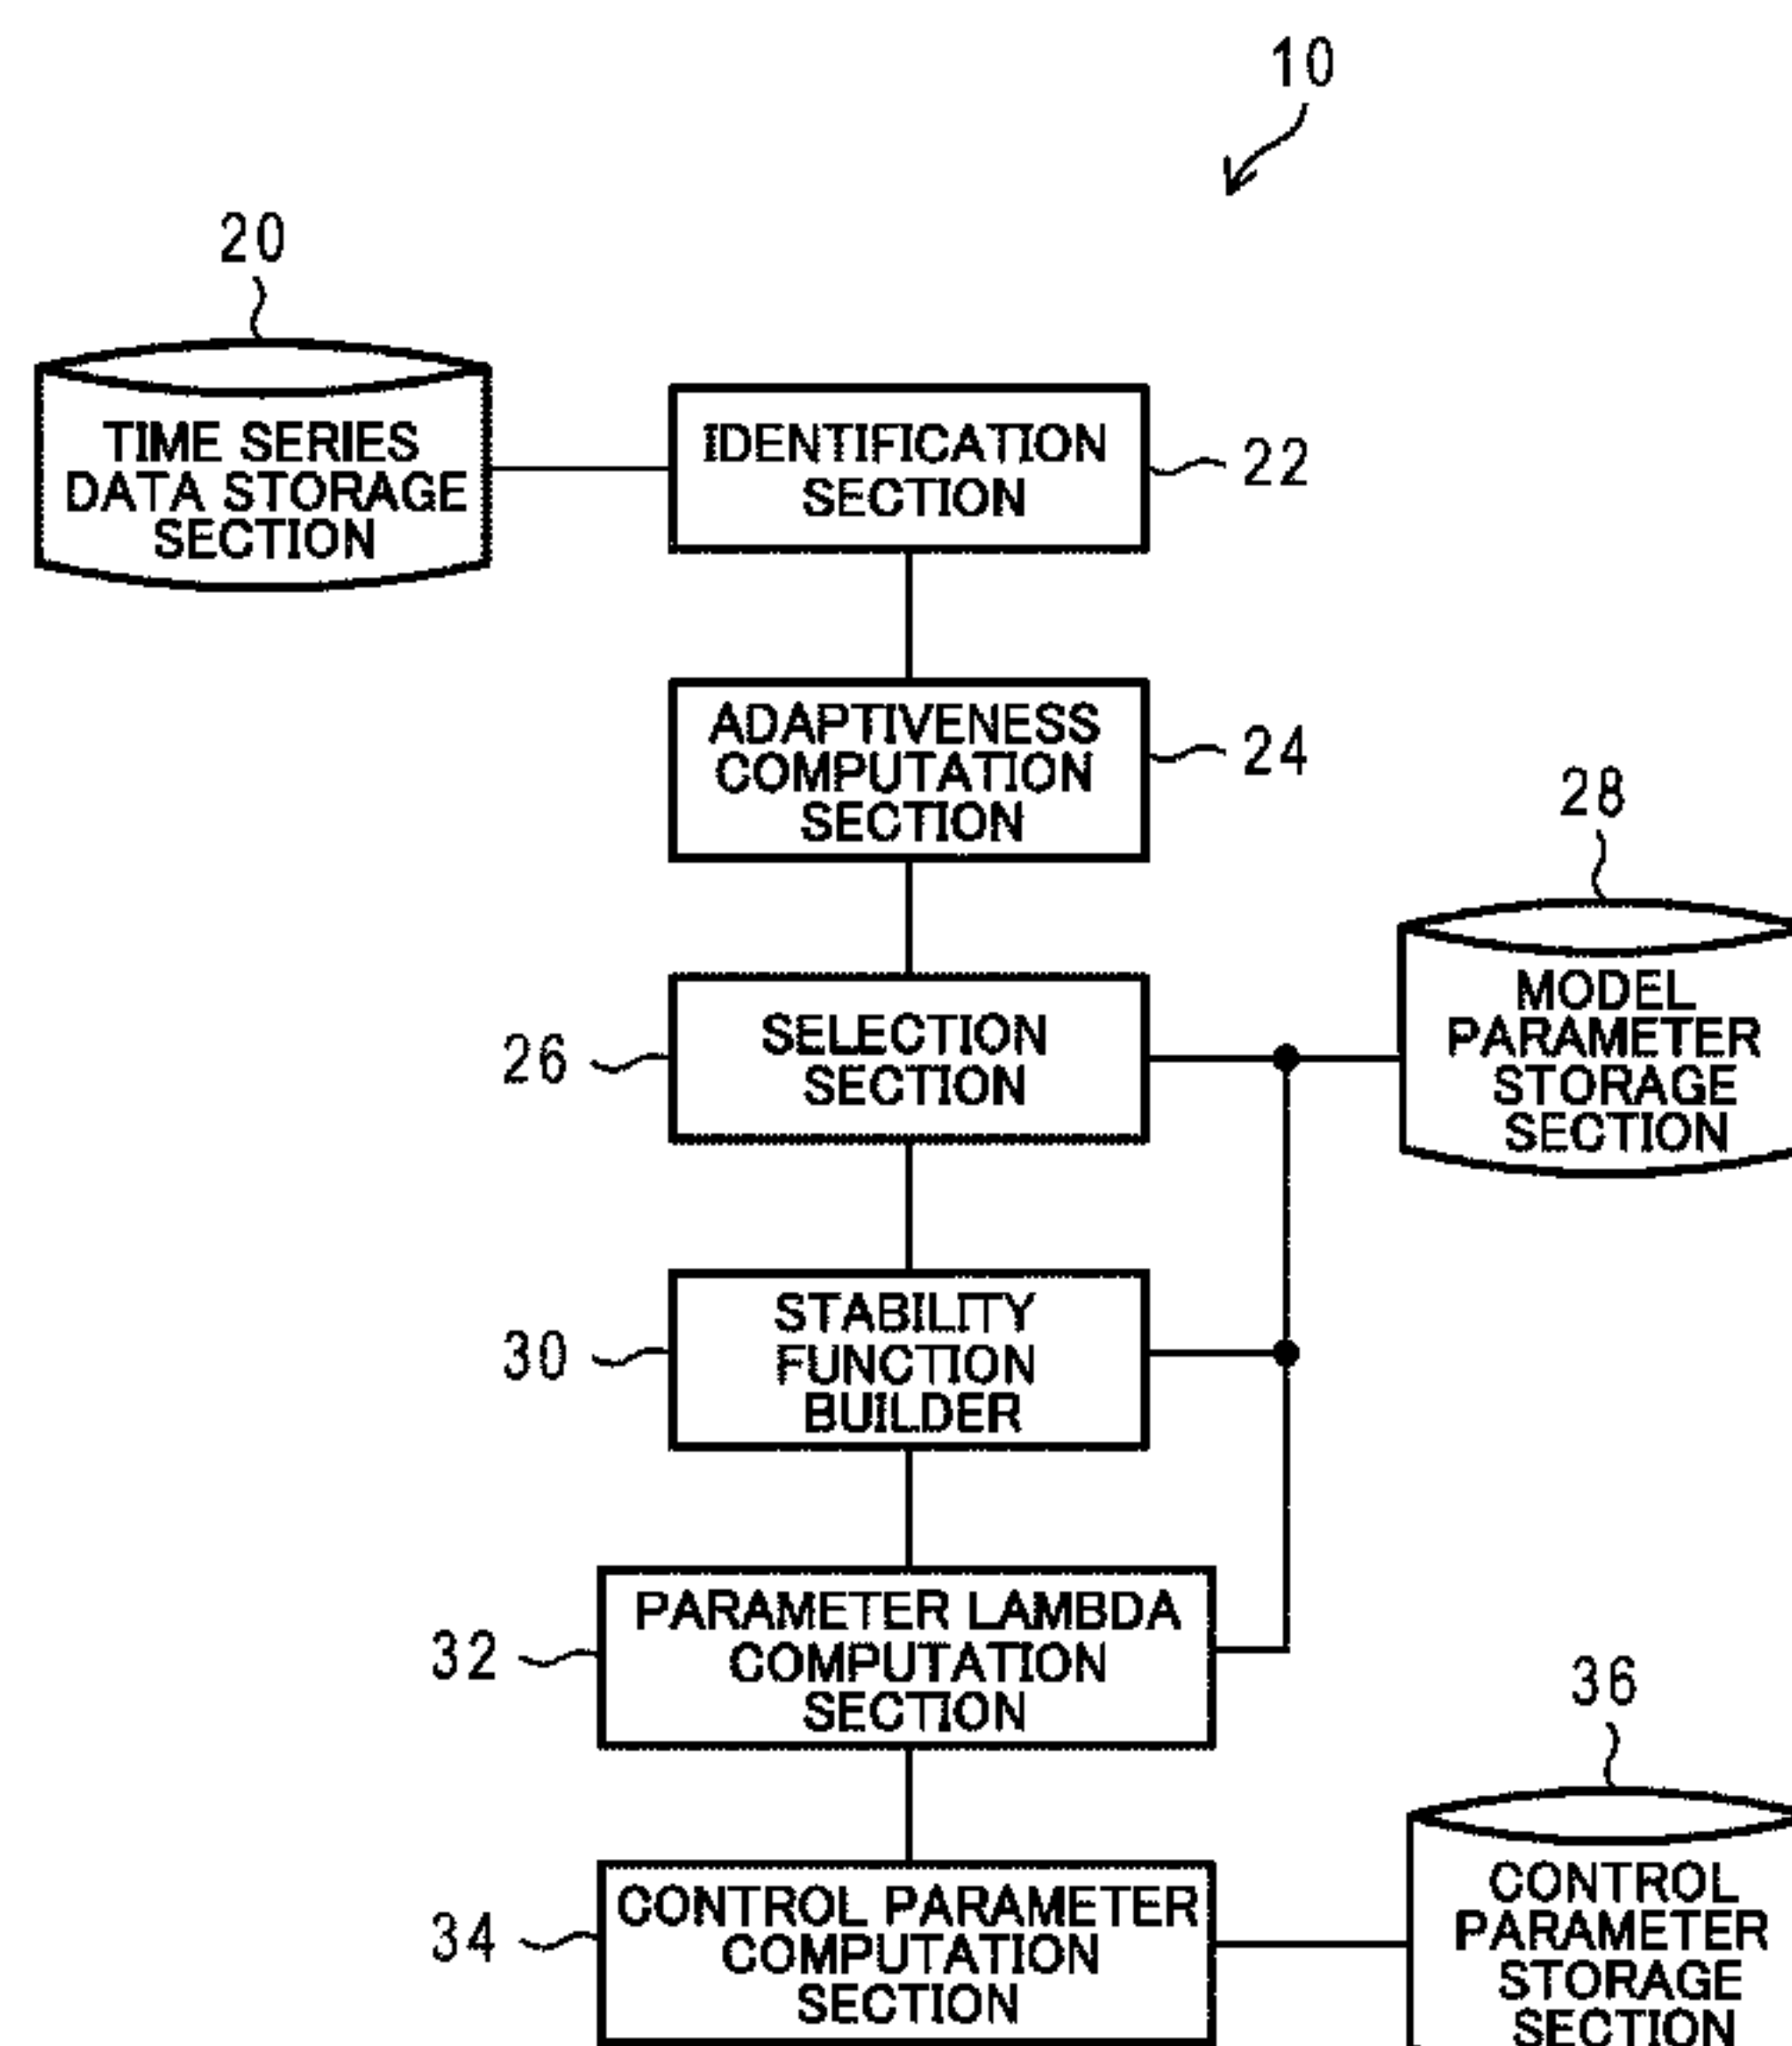 10
20
TIME SERIES
DATA STORAGE
SECTION
IDENTIFICATION
SECTION
22
ADAPTIVENESS
COMPUTATION
SECTION
24
28
MODEL
PARAMETER
STORAGE
SECTION
26
SELECTION
SECTION
30
STABILITY
FUNCTION
BUILDER
32
PARAMETER LAMBDA
COMPUTATION
SECTION
36
34
CONTROL PARAMETER
COMPUTATION
SECTION
CONTROL
PARAMETER
STORAGE
SECTION